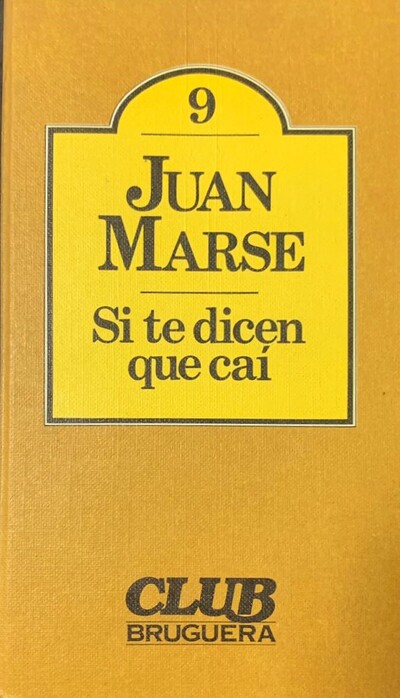 9
JUAN
MARSE
Si te dicen
que caí
CLUB
BRUGUERA